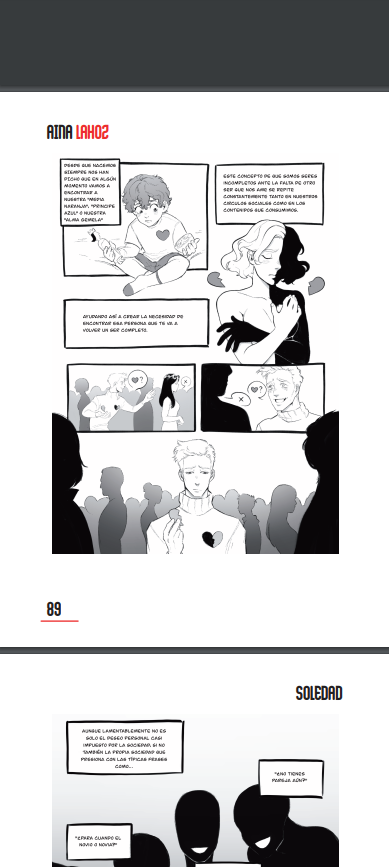 AINA LAHOZ
DESDE QUE NACEMOS
SIEMPRE NOS HAN
DICHO QUE EN ALGÚN
MOMENTO VAMOS A
ENCONTRAR A
NUESTRA "MEDIA
NARANJA", "PRÍNCIPE
AZUL" O NUESTRA
"ALMA GEMELA"
ESTE CONCEPTO DE QUE SOMOS SERES
INCOMPLETOS ANTE LA FALTA DE OTRO
SER QUE NOS AME SE REPITE
CONSTANTEMENTE TANTO EN NUESTROS
CÍRCULOS SOCIALES COMO EN LOS
CONTENIDOS QUE CONSUMIMOS.
AYUDANDO ASÍ A CREAR LA NECESIDAD DE
ENCONTRAR ESA PERSONA QUE TE VA A
VOLVER UN SER COMPLETO.
89
SOLEDAD
AUNQUE LAMENTABLEMENTE NO ES
SOLO EL DESEO PERSONAL CASI
IMPUESTO POR LA SOCIEDAD, SI NO
TAMBIÉN LA PROPIA SOCIEDAD QUE
PRESIONA CON LAS TÍPICAS FRASES
COMO...
"¿NO TIENES
PAREJA AÚN?"
"¿PARA CUANDO EL
NOVIO O NOVIA?"